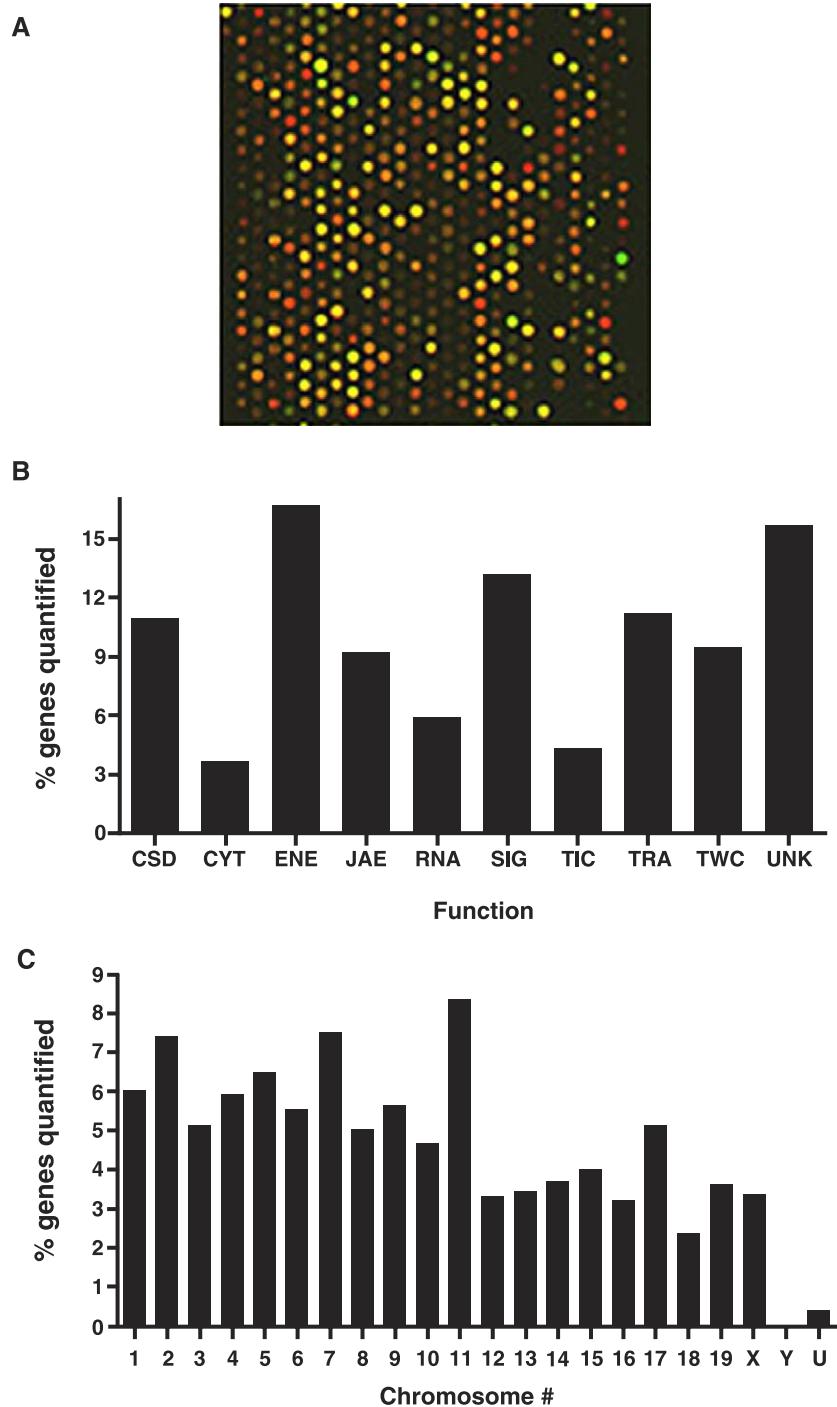 A
B
% genes quantified
15
12
9
6
3
0
CSD CYT ENE JAE RNA SIG TIC TRA TWC UNK
Function
C
% genes quantified
9
8
7
6
5
4
3
2
1
0
1 2 3 4 5 6 7 8 9 10 11 12 13 14 15 16 17 18 19 X Y U
Chromosome #